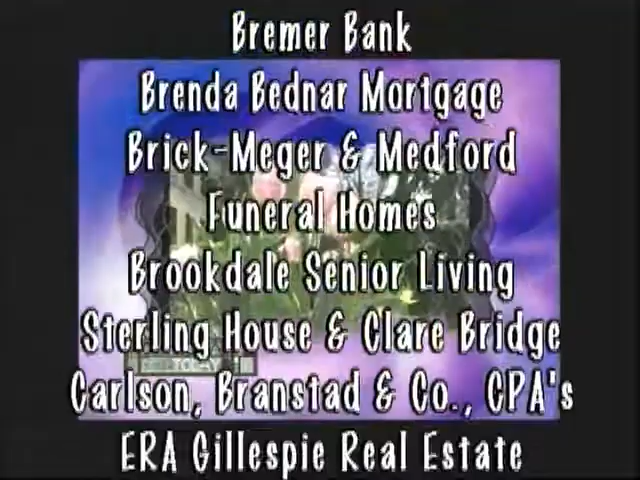 Bremer Bank
Brenda Bednar Mortgage
Brick-Meger & Medford
Funeral Homes
Brookdale Senior Living
Sterling House & Clare Bridge
Carlson, Branstad & Co., CPA's
ERA Gillespie Real Estate